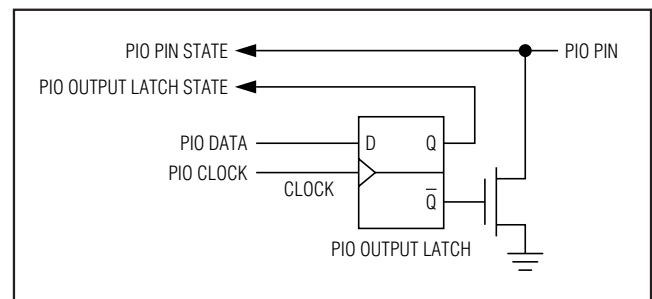 PIO PIN STATE
PIO PIN
PIO OUTPUT LATCH STATE
PIO DATA
D
Q
PIO CLOCK
CLOCK
Q̅
PIO OUTPUT LATCH